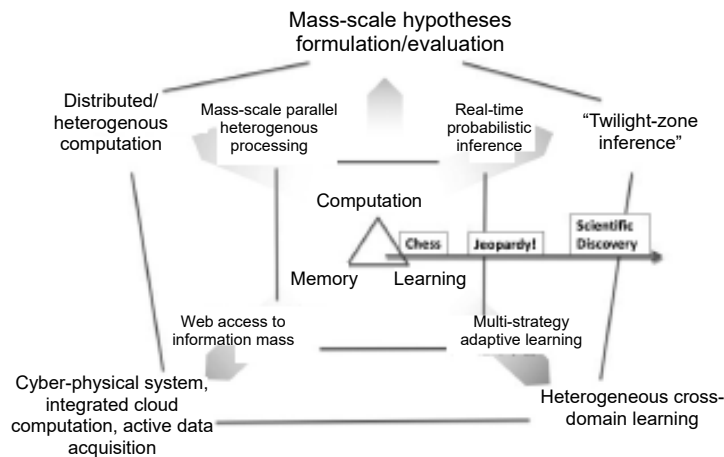 Mass-scale hypotheses
formulation/evaluation
Distributed/
heterogenous
computation
Mass-scale parallel
heterogenous
processing
Real-time
probabilistic
inference
“Twilight-zone
inference”
Computation
Chess
Jeopardy!
Scientific
Discovery
Memory
Learning
Web access to
information mass
Multi-strategy
adaptive learning
Cyber-physical system,
integrated cloud
computation, active data
acquisition
Heterogeneous cross-
domain learning